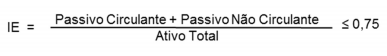 IE = Passivo Circulante + Passivo Não Circulante ≤ 0,75
Ativo Total